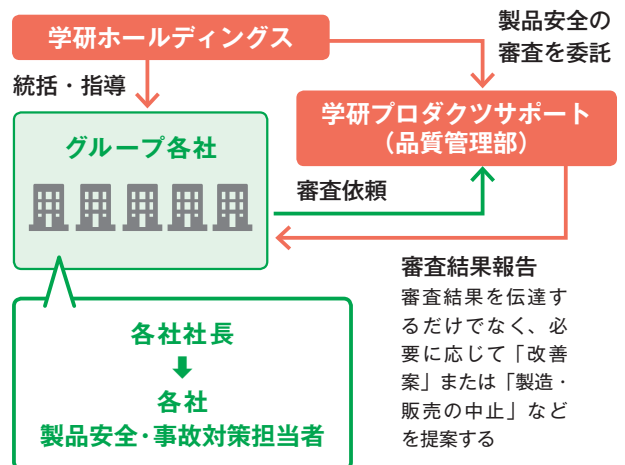 学研ホールディングス
製品安全の
審査を委託
統括・指導
学研プロダクツサポート
（品質管理部）
グループ各社
審査依頼
審査結果報告
審査結果を伝達す
るだけでなく、必
要に応じて「改善
案」または「製造・
販売の中止」など
を提案する
各社社長
各社
製品安全・事故対策担当者